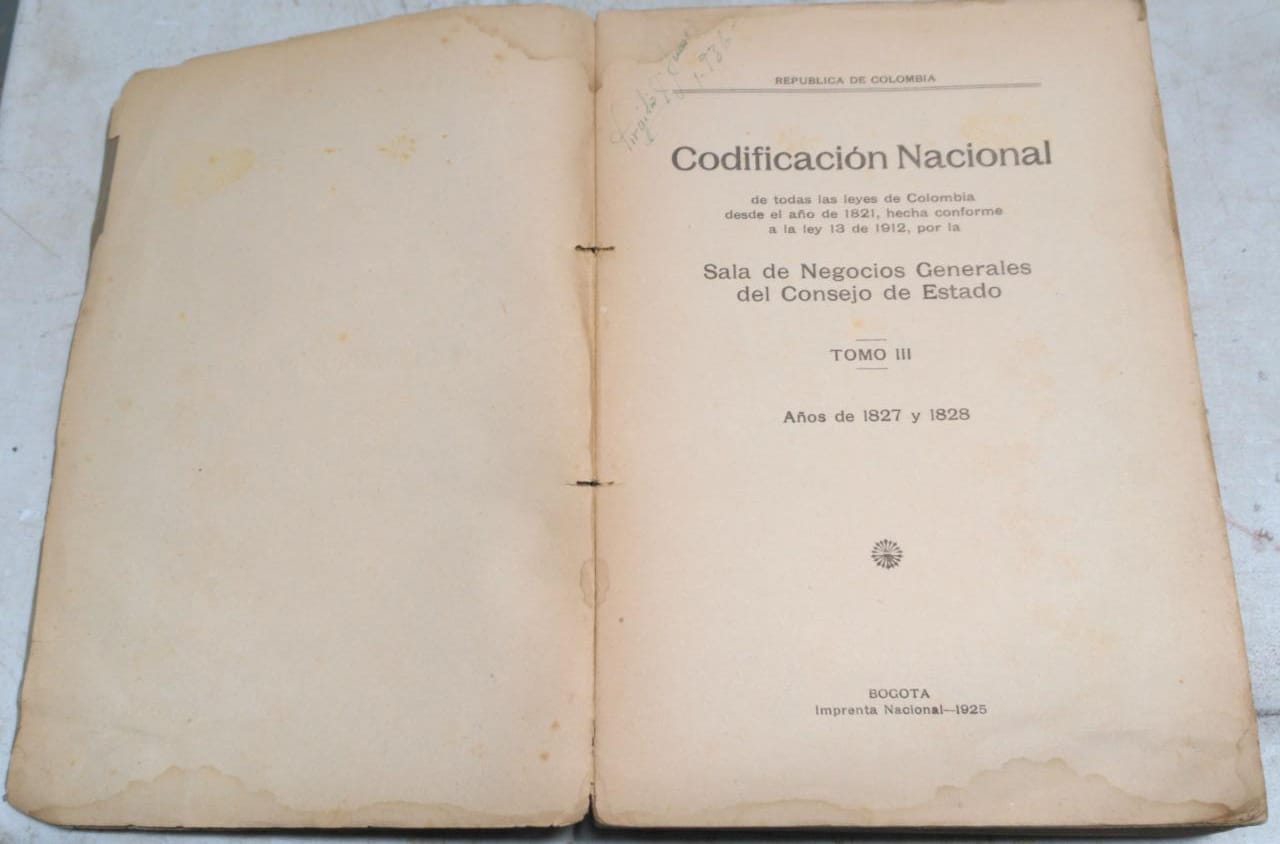 REPUBLICA DE COLOMBIA
Codificación Nacional
de todas las leyes de Colombia
desde el año de 1821, hecha conforme
a la ley 13 de 1912, por la
Sala de Negocios Generales
del Consejo de Estado
TOMO III
Años de 1827 y 1828
BOGOTA
Imprenta Nacional—1925